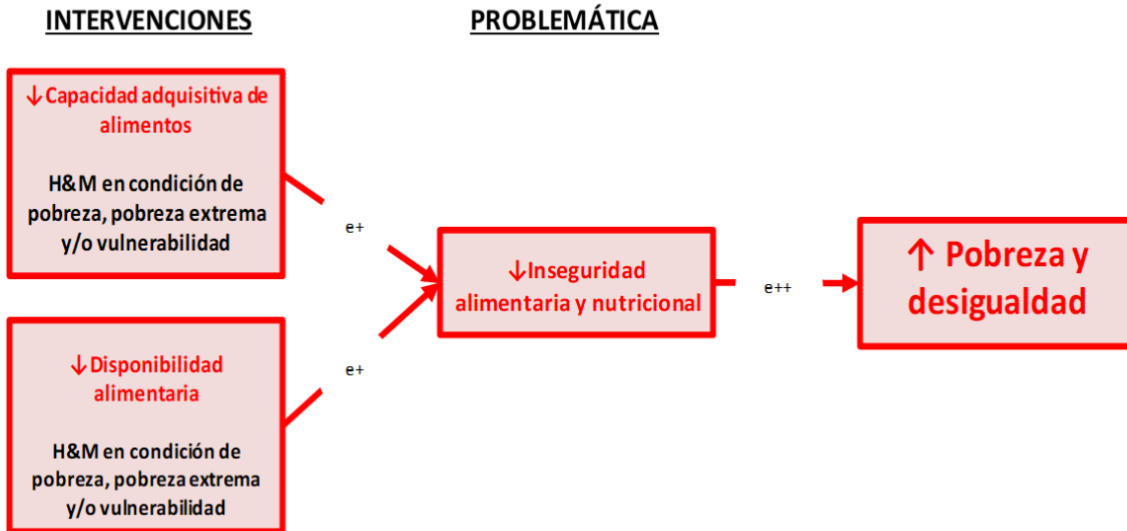 INTERVENCIONES
PROBLEMÁTICA
↓Capacidad adquisitiva de
alimentos
H&M en condición de
pobreza, pobreza extrema
y/o vulnerabilidad
e+
↓Inseguridad
alimentaria y nutricional
e++
↑ Pobreza y
desigualdad
↓Disponibilidad
alimentaria
H&M en condición de
pobreza, pobreza extrema
y/o vulnerabilidad
e+